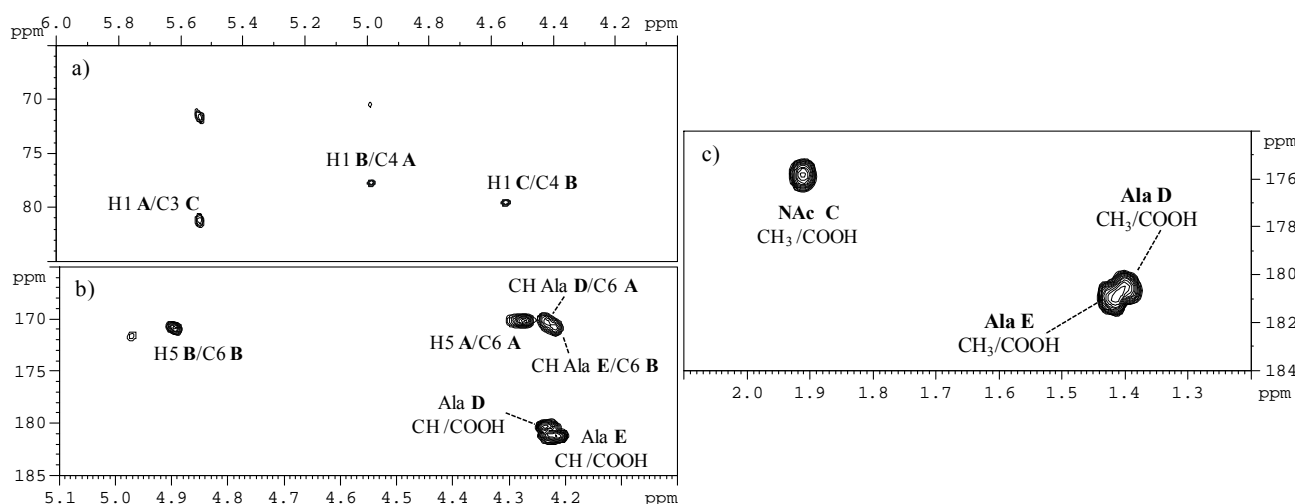 6.0 5.8 5.6 5.4 5.2 5.0 4.8 4.6 4.4 4.2 ppm
ppm
a)
70
75
80
H1 B/C4 A
H1 C/C4 B
H1 A/C3 C
ppm
b)
170
175
180
185
CH Ala D/C6 A
H5 B/C6 B
H5 A/C6 A
CH Ala E/C6 B
Ala D
CH/COOH
Ala E
CH/COOH
5.1 5.0 4.9 4.8 4.7 4.6 4.5 4.4 4.3 4.2 ppm
c)
ppm
176
178
180
182
184
NAc C
CH3/COOH
Ala D
CH3/COOH
Ala E
CH3/COOH
2.0 1.9 1.8 1.7 1.6 1.5 1.4 1.3 ppm